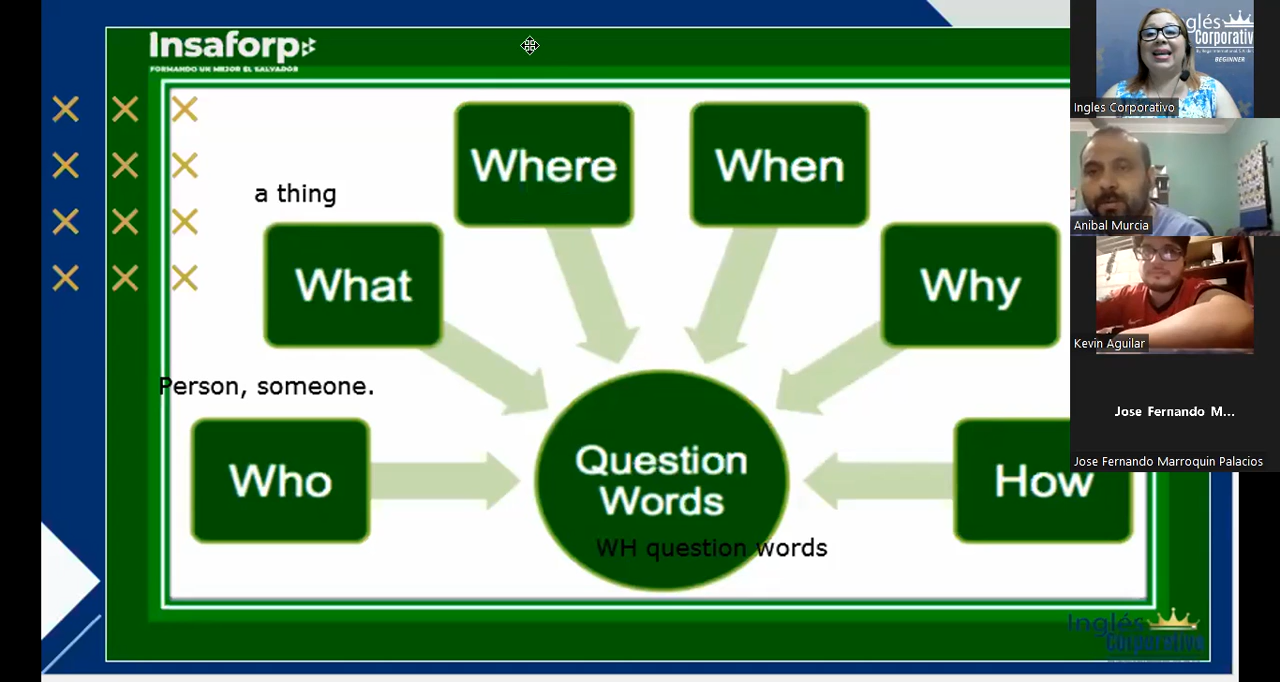 Insaforp
FORMANDO UN MEJOR EL SALVADOR
Where
When
a thing
What
Why
Person, someone.
Who
Question
Words
How
WH question words
Inglés
Corporativo
Inglés
Corporativo
BEGINNER
Ingles Corporativo
Anibal Murcia
Kevin Aguilar
Jose Fernando M...
Jose Fernando Marroquin Palacios